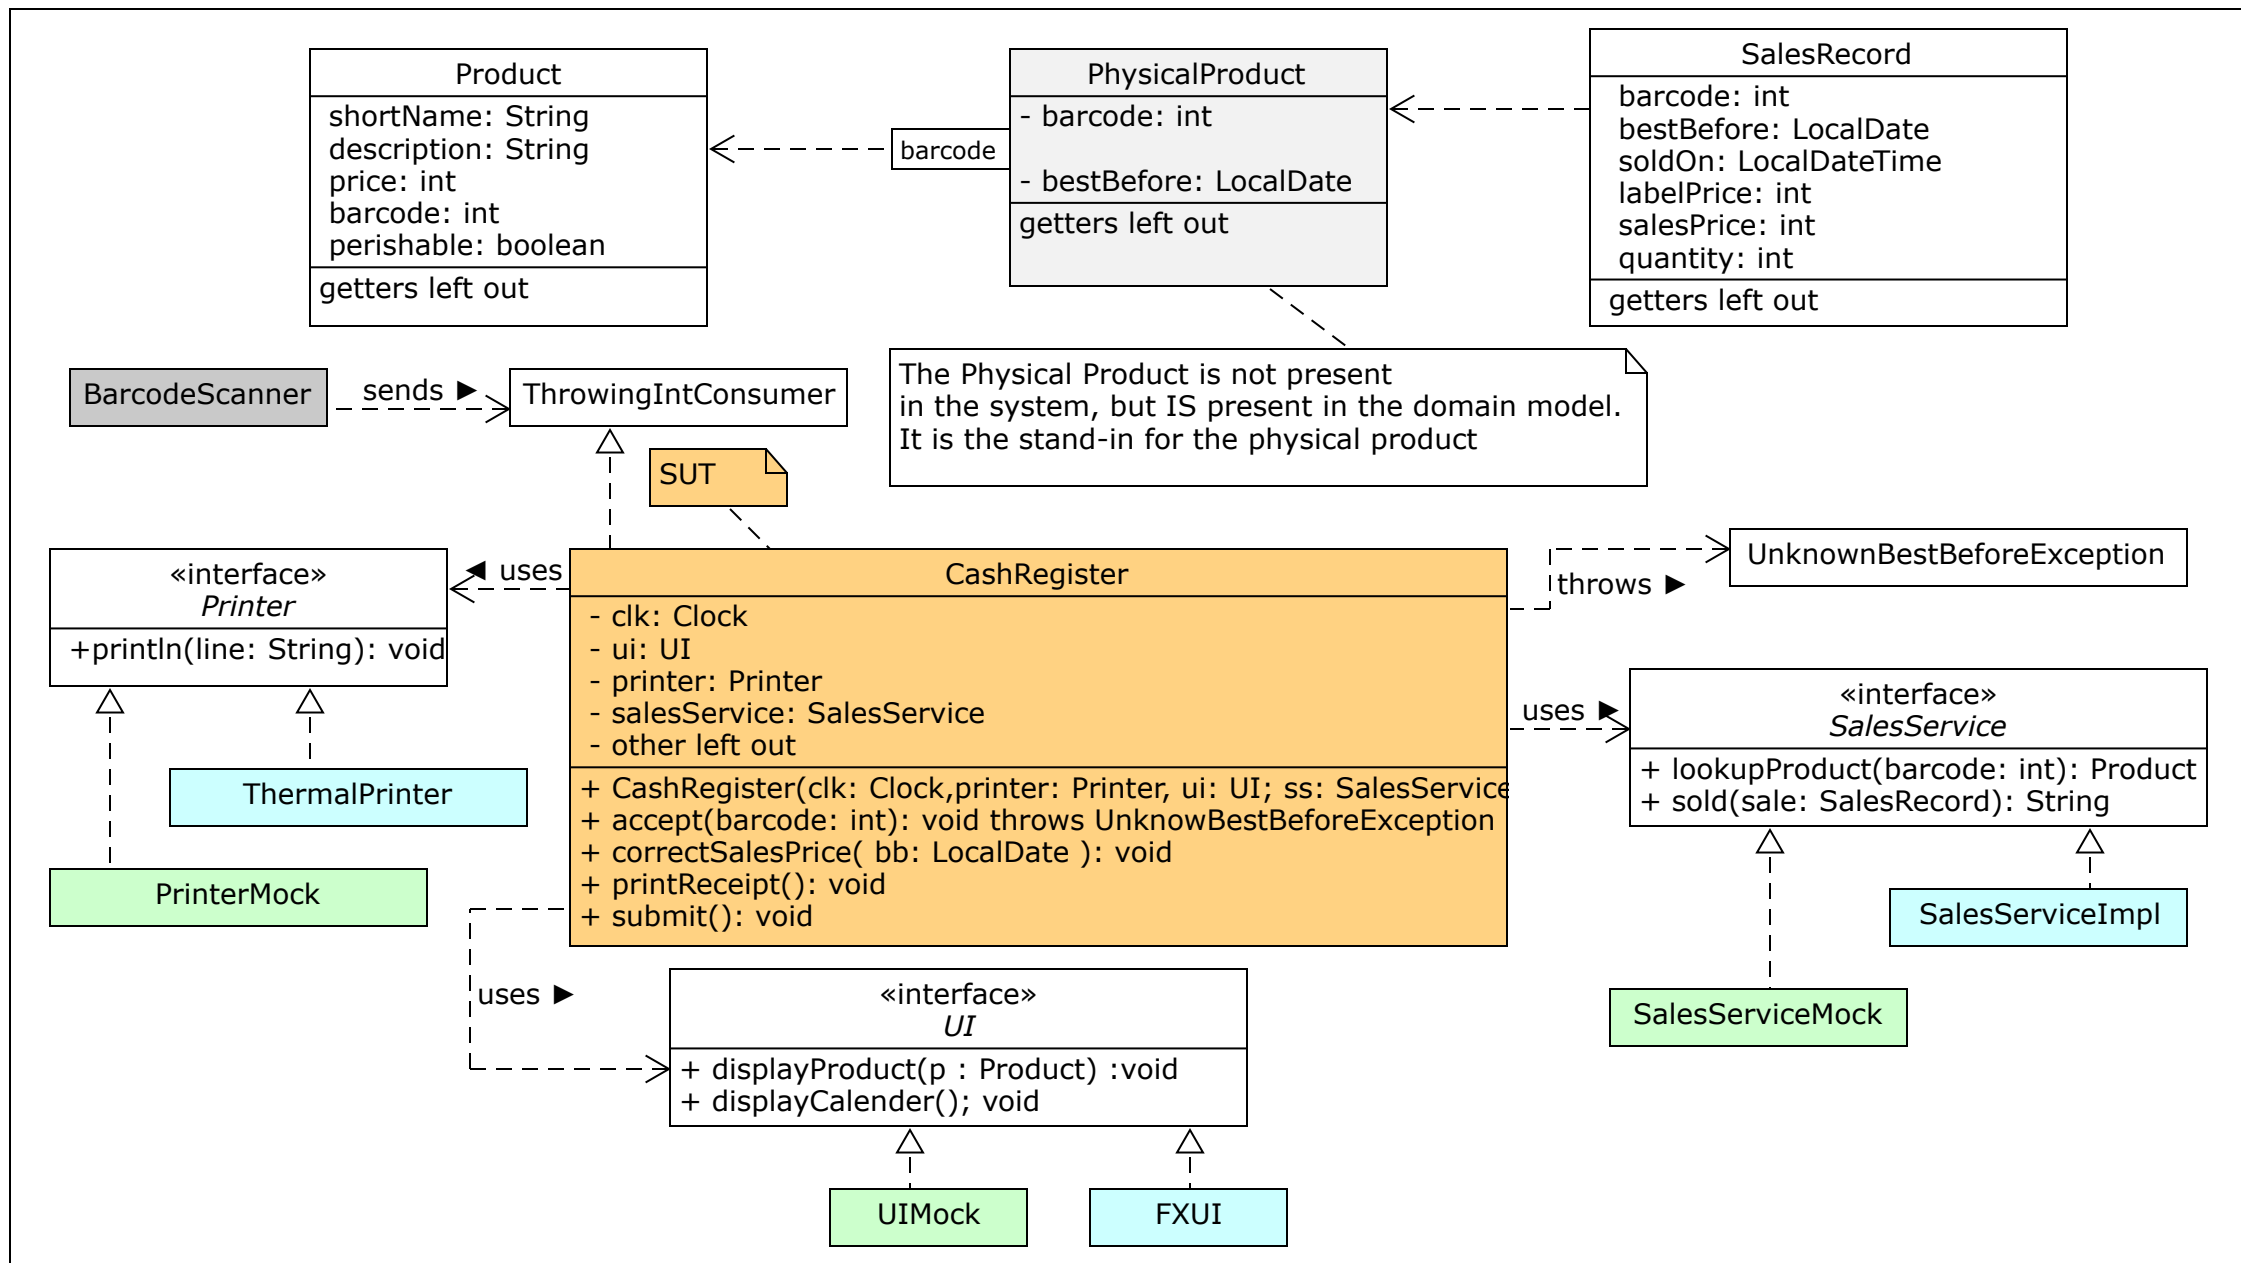 Product
shortName: String
description: String
price: int
barcode: int
perishable: boolean
getters left out
barcode
PhysicalProduct
- barcode: int
- bestBefore: LocalDate
getters left out
SalesRecord
barcode: int
bestBefore: LocalDate
soldOn: LocalDateTime
labelPrice: int
salesPrice: int
quantity: int
getters left out
BarcodeScanner
sends ►
ThrowingIntConsumer
The Physical Product is not present
in the system, but IS present in the domain model.
It is the stand-in for the physical product
SUT
«interface»
Printer
+println(line: String): void
◄ uses
CashRegister
- clk: Clock
- ui: UI
- printer: Printer
- salesService: SalesService
- other left out
+ CashRegister(clk: Clock,printer: Printer, ui: UI; ss: SalesService
+ accept(barcode: int): void throws UnknowBestBeforeException
+ correctSalesPrice( bb: LocalDate ): void
+ printReceipt(): void
+ submit(): void
throws ►
UnknownBestBeforeException
uses ►
«interface»
SalesService
+ lookupProduct(barcode: int): Product
+ sold(sale: SalesRecord): String
ThermalPrinter
PrinterMock
SalesServiceImpl
SalesServiceMock
uses ►
«interface»
UI
+ displayProduct(p : Product) :void
+ displayCalender(); void
UIMock
FXUI